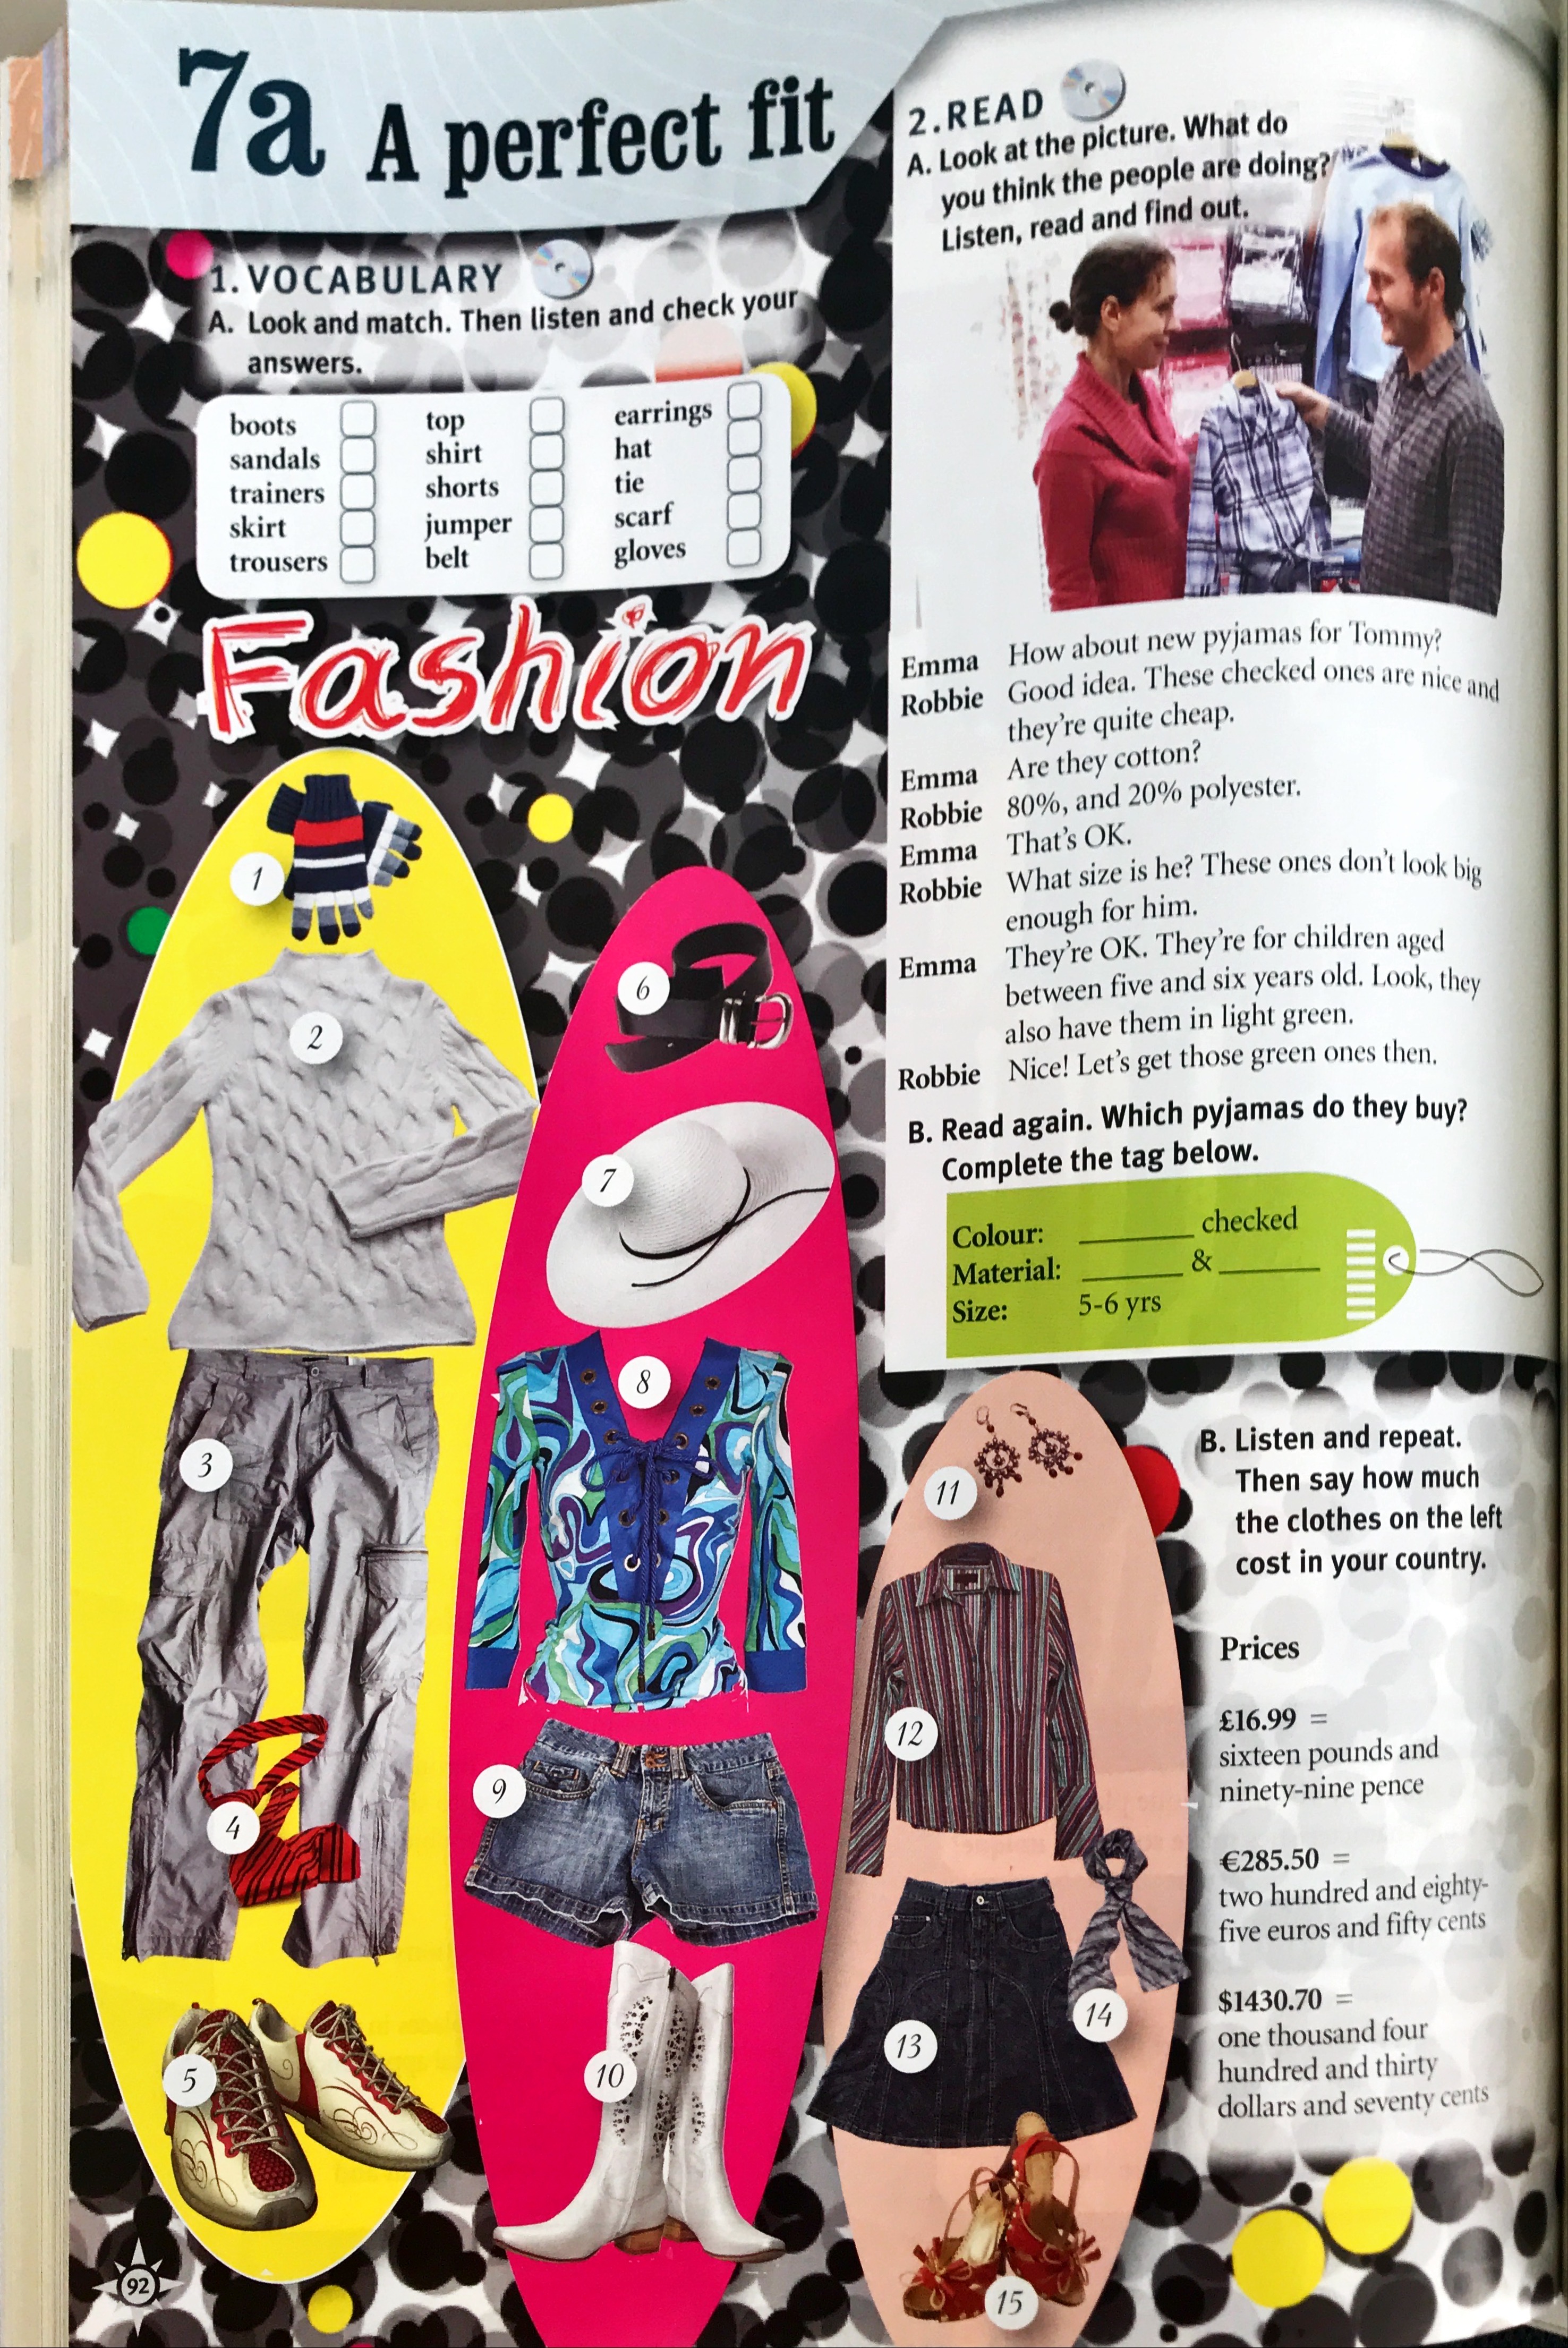 7a A perfect fit
1. VOCABULARY
A. Look and match. Then listen and check your
answers.
boots
sandals
trainers
skirt
trousers
top
shirt
shorts
jumper
belt
earrings
hat
tie
scarf
gloves
Fashion
1
2
3
4
5
6
7
8
9
10
2. READ
A. Look at the picture. What do
you think the people are doing?
Listen, read and find out.
Emma How about new pyjamas for Tommy?
Robbie Good idea. These checked ones are nice and
they're quite cheap.
Emma Are they cotton?
Robbie 80%, and 20% polyester.
Emma That's OK.
Robbie What size is he? These ones don't look big
enough for him.
Emma They're OK. They're for children aged
between five and six years old. Look, they
also have them in light green.
Robbie Nice! Let's get those green ones then.
B. Read again. Which pyjamas do they buy?
Complete the tag below.
Colour: ________ checked
Material: ________ & ________
Size: 5-6 yrs
11
12
13
14
15
B. Listen and repeat.
Then say how much
the clothes on the left
cost in your country.
Prices
£16.99 =
sixteen pounds and
ninety-nine pence
€285.50 =
two hundred and eighty-
five euros and fifty cents
$1430.70 =
one thousand four
hundred and thirty
dollars and seventy cents
92